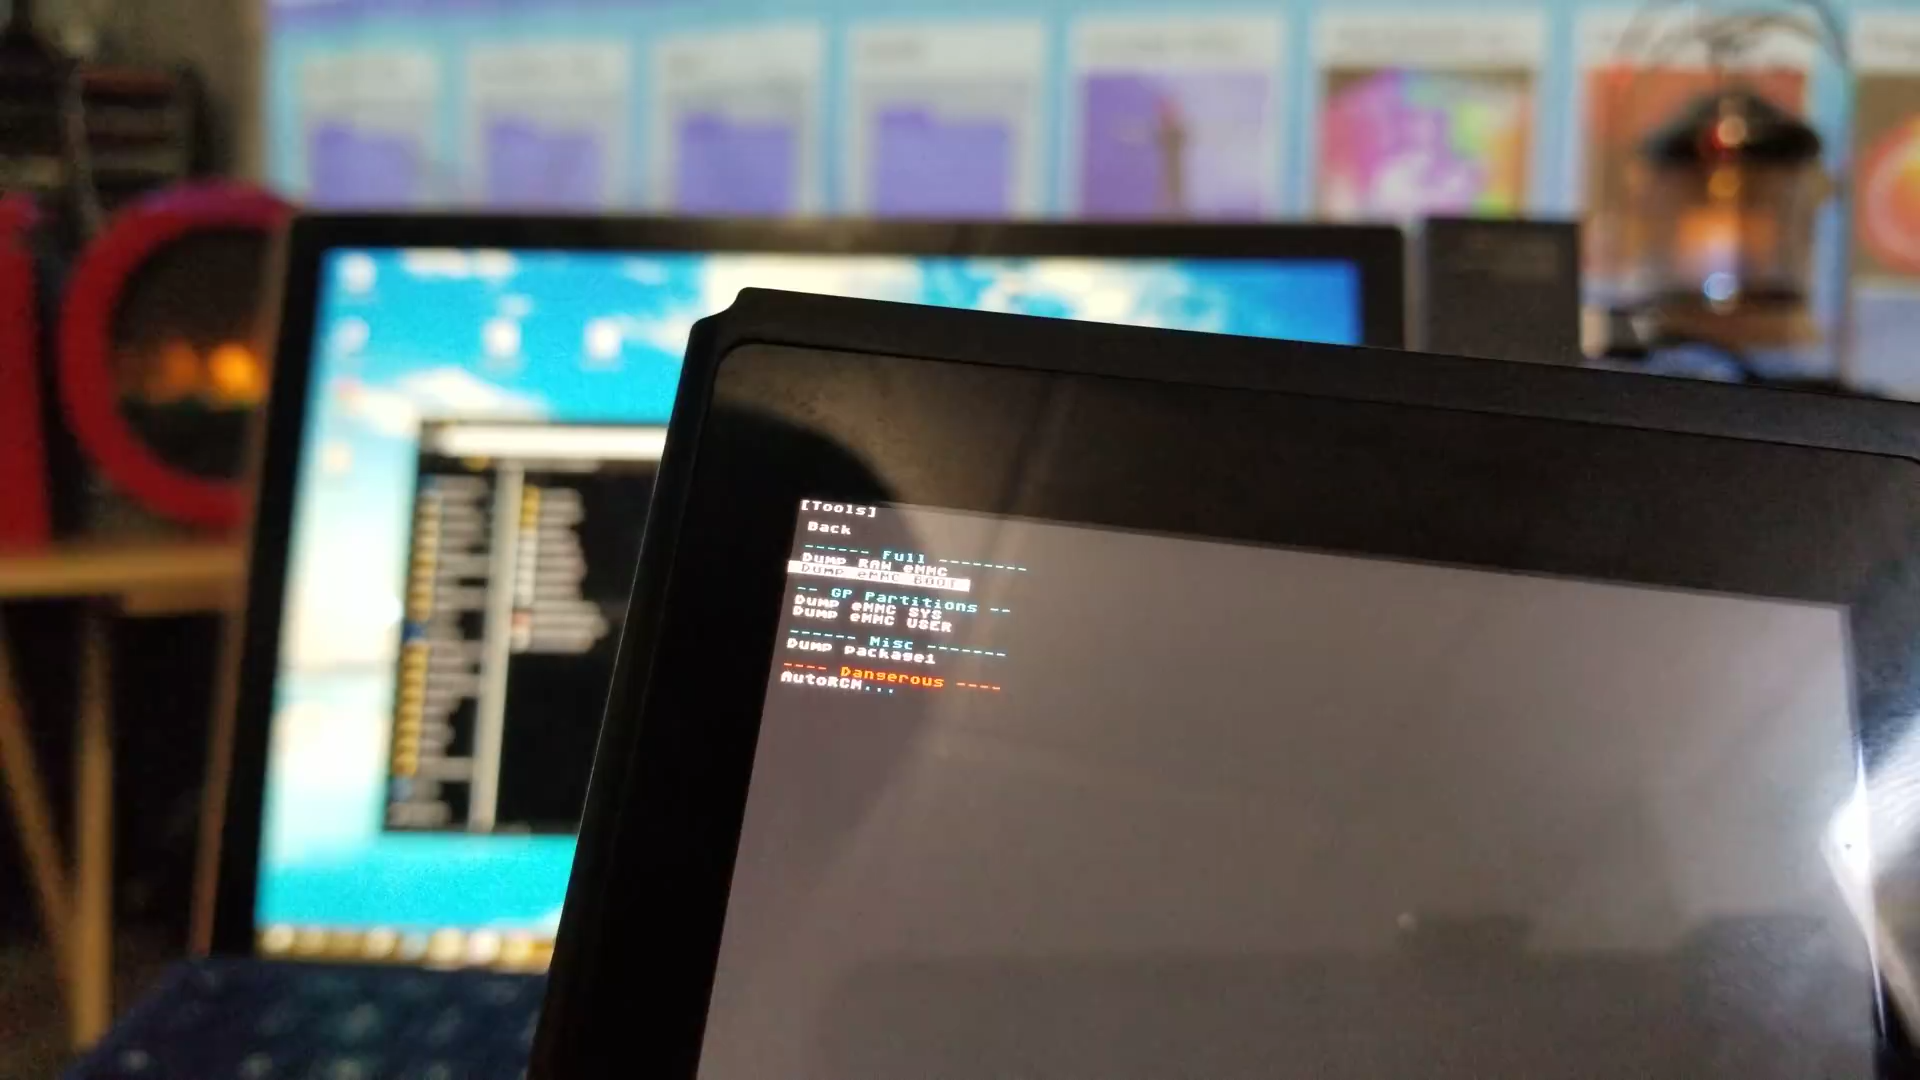 [Tools]
Back
------ Full --------
Dump RAW eMMC
Dump eMMC BOOT
-- GP Partitions --
Dump eMMC SYS
Dump eMMC USER
------ Misc -------
Dump package1
---- Dangerous ----
AutoRCM...